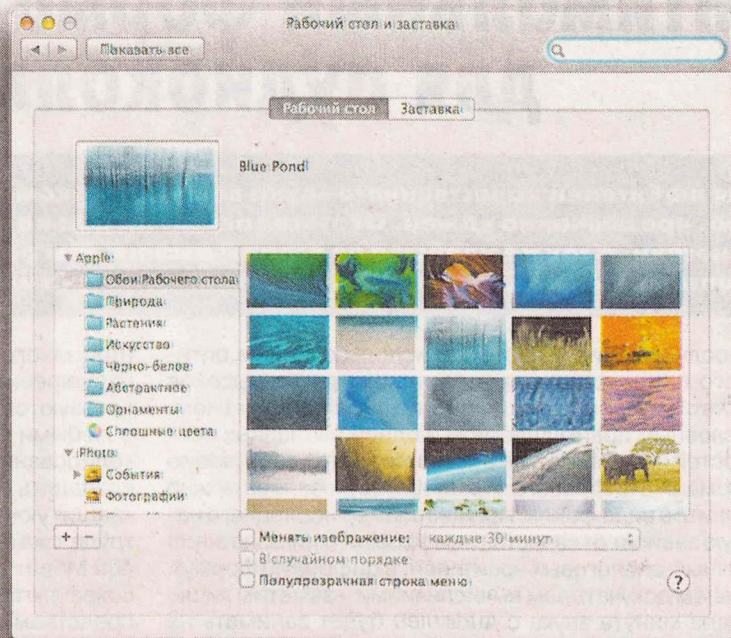 Рабочий стол и заставка
Показать все
Рабочий стол Заставка
Blue Pond
Apple
Обои Рабочего стола
Природа
Растения
Искусство
Черно-белое
Абстрактное
Орнаменты
Сплошные цвета
iPhoto
События
Фотографии
+ −
Менять изображение: каждые 30 минут
В случайном порядке
Полупрозрачная строка меню
?